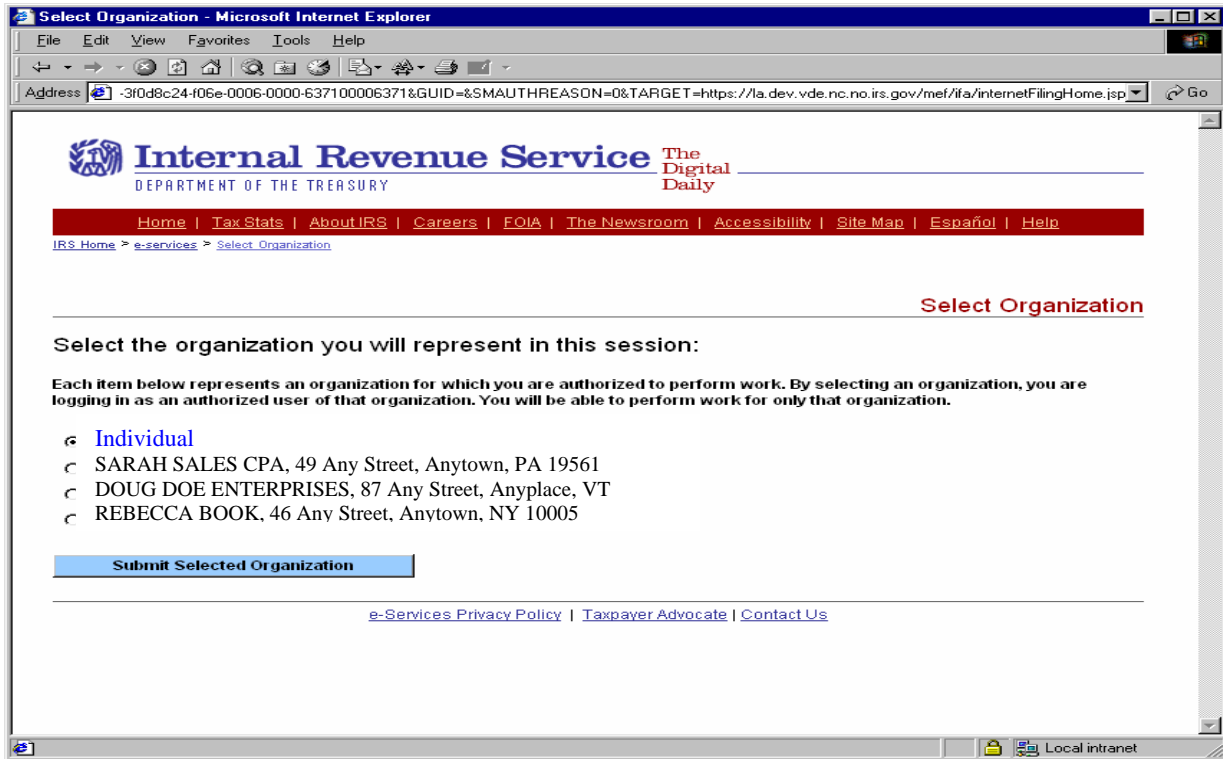 Select Organization - Microsoft Internet Explorer
File Edit View Favorites Tools Help
Address -3f0d8c24-f06e-0006-0000-637100006371&GUID=&SMAUTHREASON=0&TARGET=https://la.dev.vde.nc.no.irs.gov/mef/ifa/internetFilingHome.jsp Go
Internal Revenue Service The Digital Daily
DEPARTMENT OF THE TREASURY
Home | Tax Stats | About IRS | Careers | FOIA | The Newsroom | Accessibility | Site Map | Español | Help
IRS Home > e-services > Select Organization
Select Organization
Select the organization you will represent in this session:
Each item below represents an organization for which you are authorized to perform work. By selecting an organization, you are
logging in as an authorized user of that organization. You will be able to perform work for only that organization.
Individual
SARAH SALES CPA, 49 Any Street, Anytown, PA 19561
DOUG DOE ENTERPRISES, 87 Any Street, Anyplace, VT
REBECCA BOOK, 46 Any Street, Anytown, NY 10005
Submit Selected Organization
e-Services Privacy Policy | Taxpayer Advocate | Contact Us
Local intranet